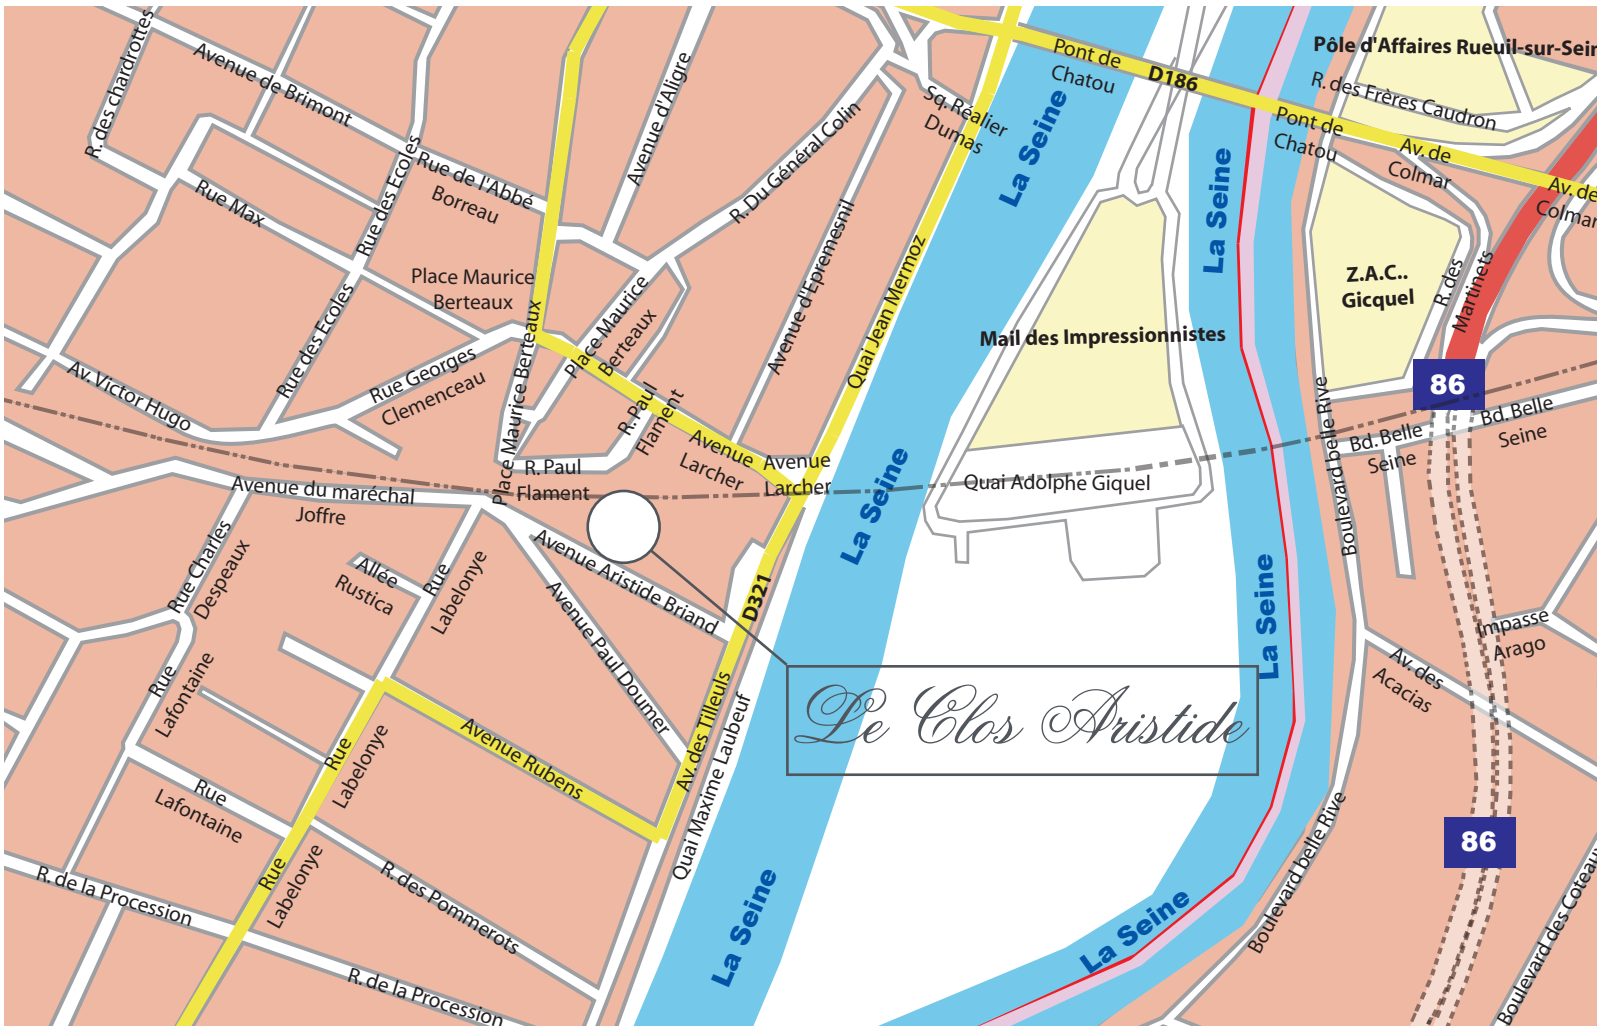 R. des chardrottes
Avenue de Brimont
Avenue d'Aligre
Pont de
Chatou
D186
Pôle d'Affaires Rueuil-sur-Sein
R. des Frères Caudron
Sq. Réalier
Dumas
La Seine
Pont de
Chatou
Av. de
Colmar
Av. de
Colmar
Rue de l'Abbé
Borreau
Rue Max
Rue des Ecoles
R. Du Général Colin
La Seine
Place Maurice
Berteaux
Avenue d'Epremesnil
Quai Jean Mermoz
Z.A.C..
Gicquel
R. des
Martinets
Mail des Impressionnistes
Rue des Ecoles
Place Maurice
Berteaux
Place Maurice Berteaux
Av. Victor Hugo
Rue Georges
Clemenceau
R. Paul
Flament
86
Boulevard belle Rive
Bd. Belle
Seine
Bd. Belle
Seine
Avenue
Larcher
Avenue
Larcher
R. Paul
Flament
Quai Adolphe Giquel
La Seine
Avenue du maréchal
Joffre
Rue Charles
Despeaux
Allée
Rustica
Rue
Labelonye
Avenue Aristide Briand
Avenue Paul Doumer
D321
La Seine
Impasse
Arago
Av. des
Acacias
Rue
Lafontaine
Av. des Tilleuls
Quai Maxime Laubeuf
Le Clos Aristide
Avenue Rubens
Rue
Labelonye
Rue
Lafontaine
Rue
Labelonye
R. des Pommerots
R. de la Procession
R. de la Procession
La Seine
La Seine
Boulevard belle Rive
86
Boulevard des Coteaux